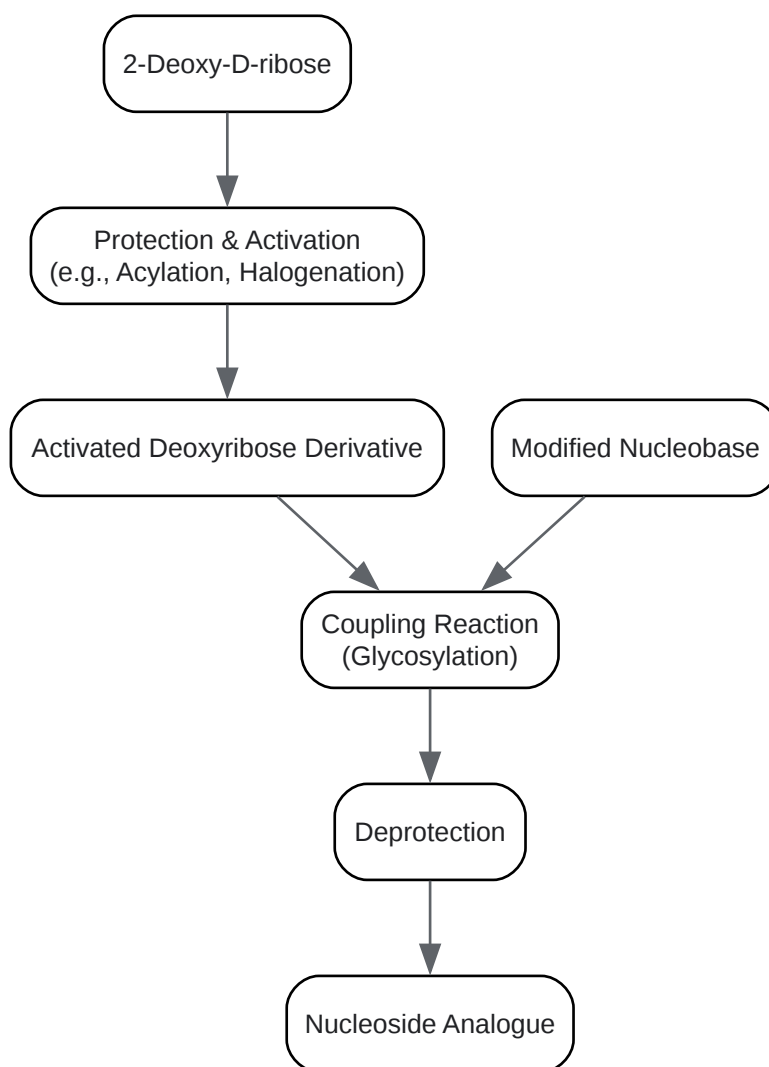 2-Deoxy-D-ribose
Protection & Activation
(e.g., Acylation, Halogenation)
Activated Deoxyribose Derivative
Modified Nucleobase
Coupling Reaction
(Glycosylation)
Deprotection
Nucleoside Analogue